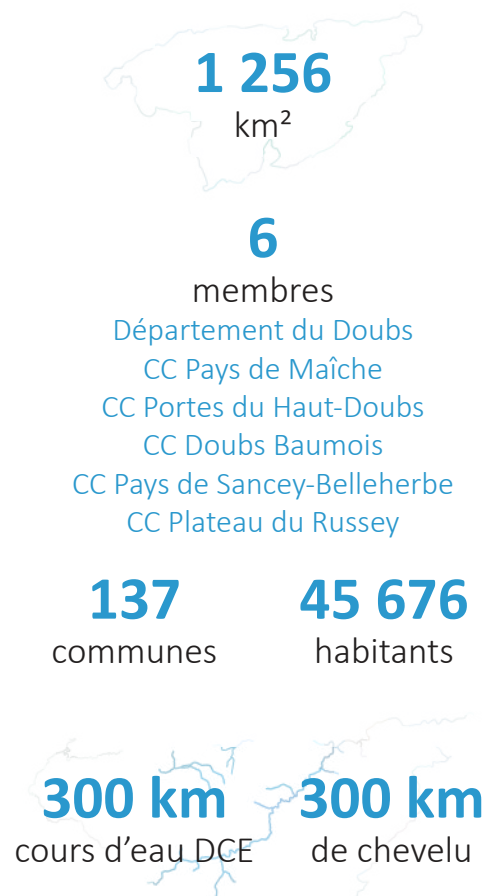 1 256
km²
6
membres
Département du Doubs
CC Pays de Maîche
CC Portes du Haut-Doubs
CC Doubs Baumois
CC Pays de Sancey-Belleherbe
CC Plateau du Russey
137
communes
45 676
habitants
300 km
cours d’eau DCE
300 km
de chevelu